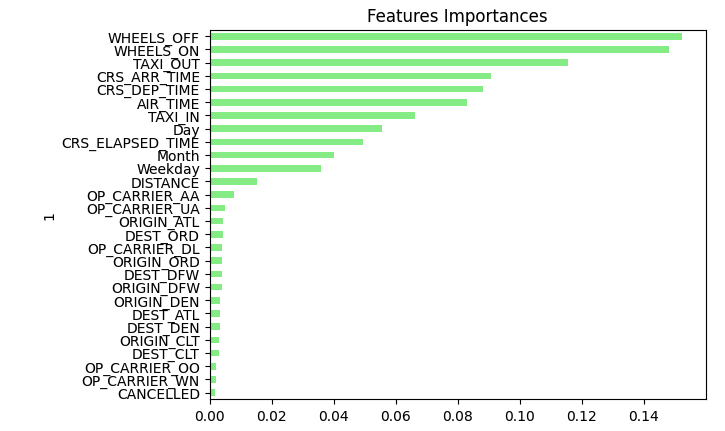 Features Importances
WHEELS_OFF
WHEELS_ON
TAXI_OUT
CRS_ARR_TIME
CRS_DEP_TIME
AIR_TIME
TAXI_IN
Day
CRS_ELAPSED_TIME
Month
Weekday
DISTANCE
OP_CARRIER_AA
OP_CARRIER_UA
ORIGIN_ATL
DEST_ORD
OP_CARRIER_DL
ORIGIN_ORD
DEST_DFW
ORIGIN_DFW
ORIGIN_DEN
DEST_ATL
DEST_DEN
ORIGIN_CLT
DEST_CLT
OP_CARRIER_OO
OP_CARRIER_WN
CANCELLED
1
0.00 0.02 0.04 0.06 0.08 0.10 0.12 0.14